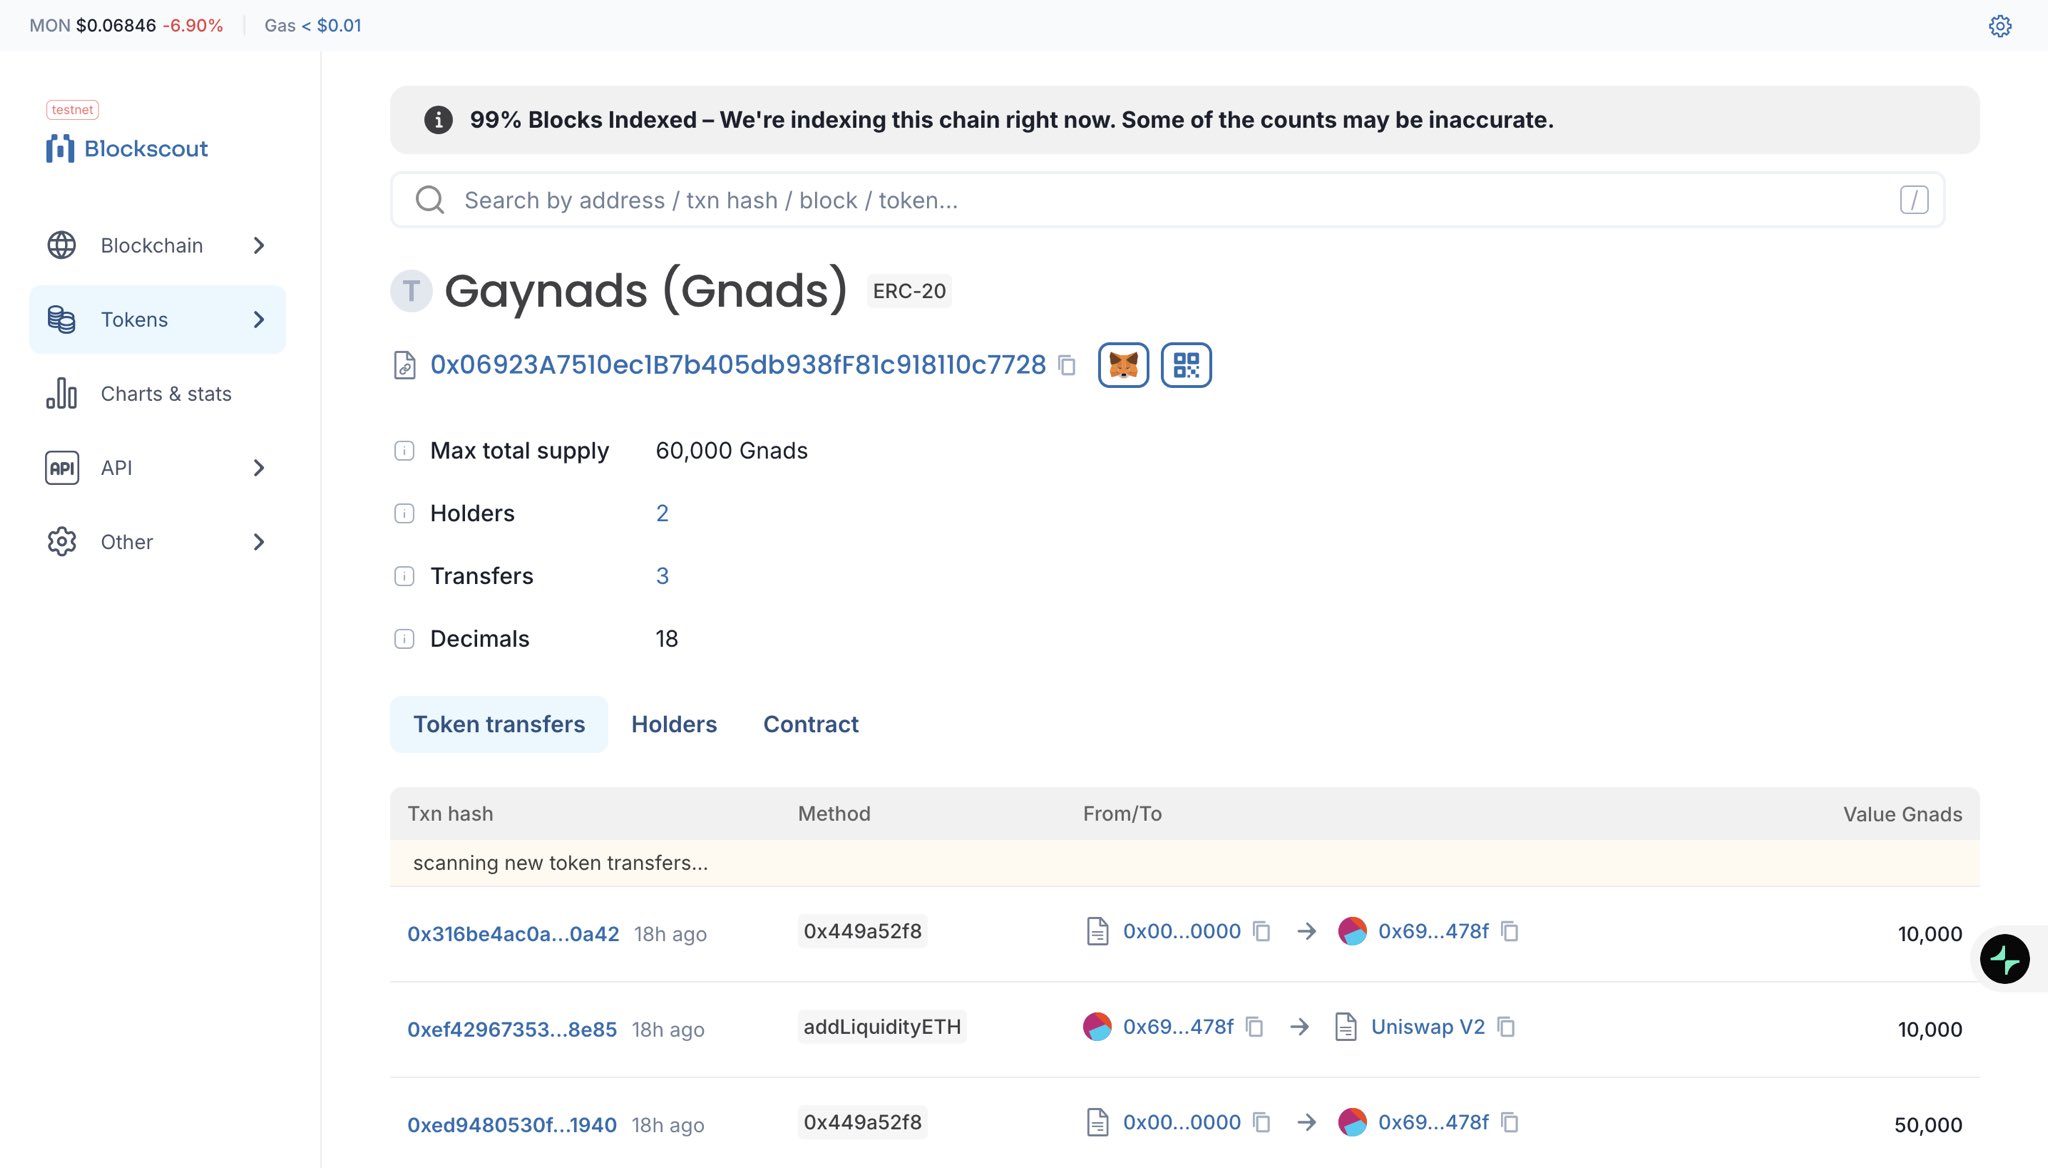 MON $0.06846 -6.90% Gas < $0.01
testnet
Blockscout
Blockchain
Tokens
Charts & stats
API API
Other
99% Blocks Indexed – We're indexing this chain right now. Some of the counts may be inaccurate.
Search by address / txn hash / block / token... /
T Gaynads (Gnads) ERC-20
0x06923A7510ec1B7b405db938fF81c918110c7728
Max total supply 60,000 Gnads
Holders 2
Transfers 3
Decimals 18
Token transfers Holders Contract
Txn hash Method From/To Value Gnads
scanning new token transfers...
0x316be4ac0a...0a42 18h ago 0x449a52f8 0x00...0000 → 0x69...478f 10,000
0xef42967353...8e85 18h ago addLiquidityETH 0x69...478f → Uniswap V2 10,000
0xed9480530f...1940 18h ago 0x449a52f8 0x00...0000 → 0x69...478f 50,000